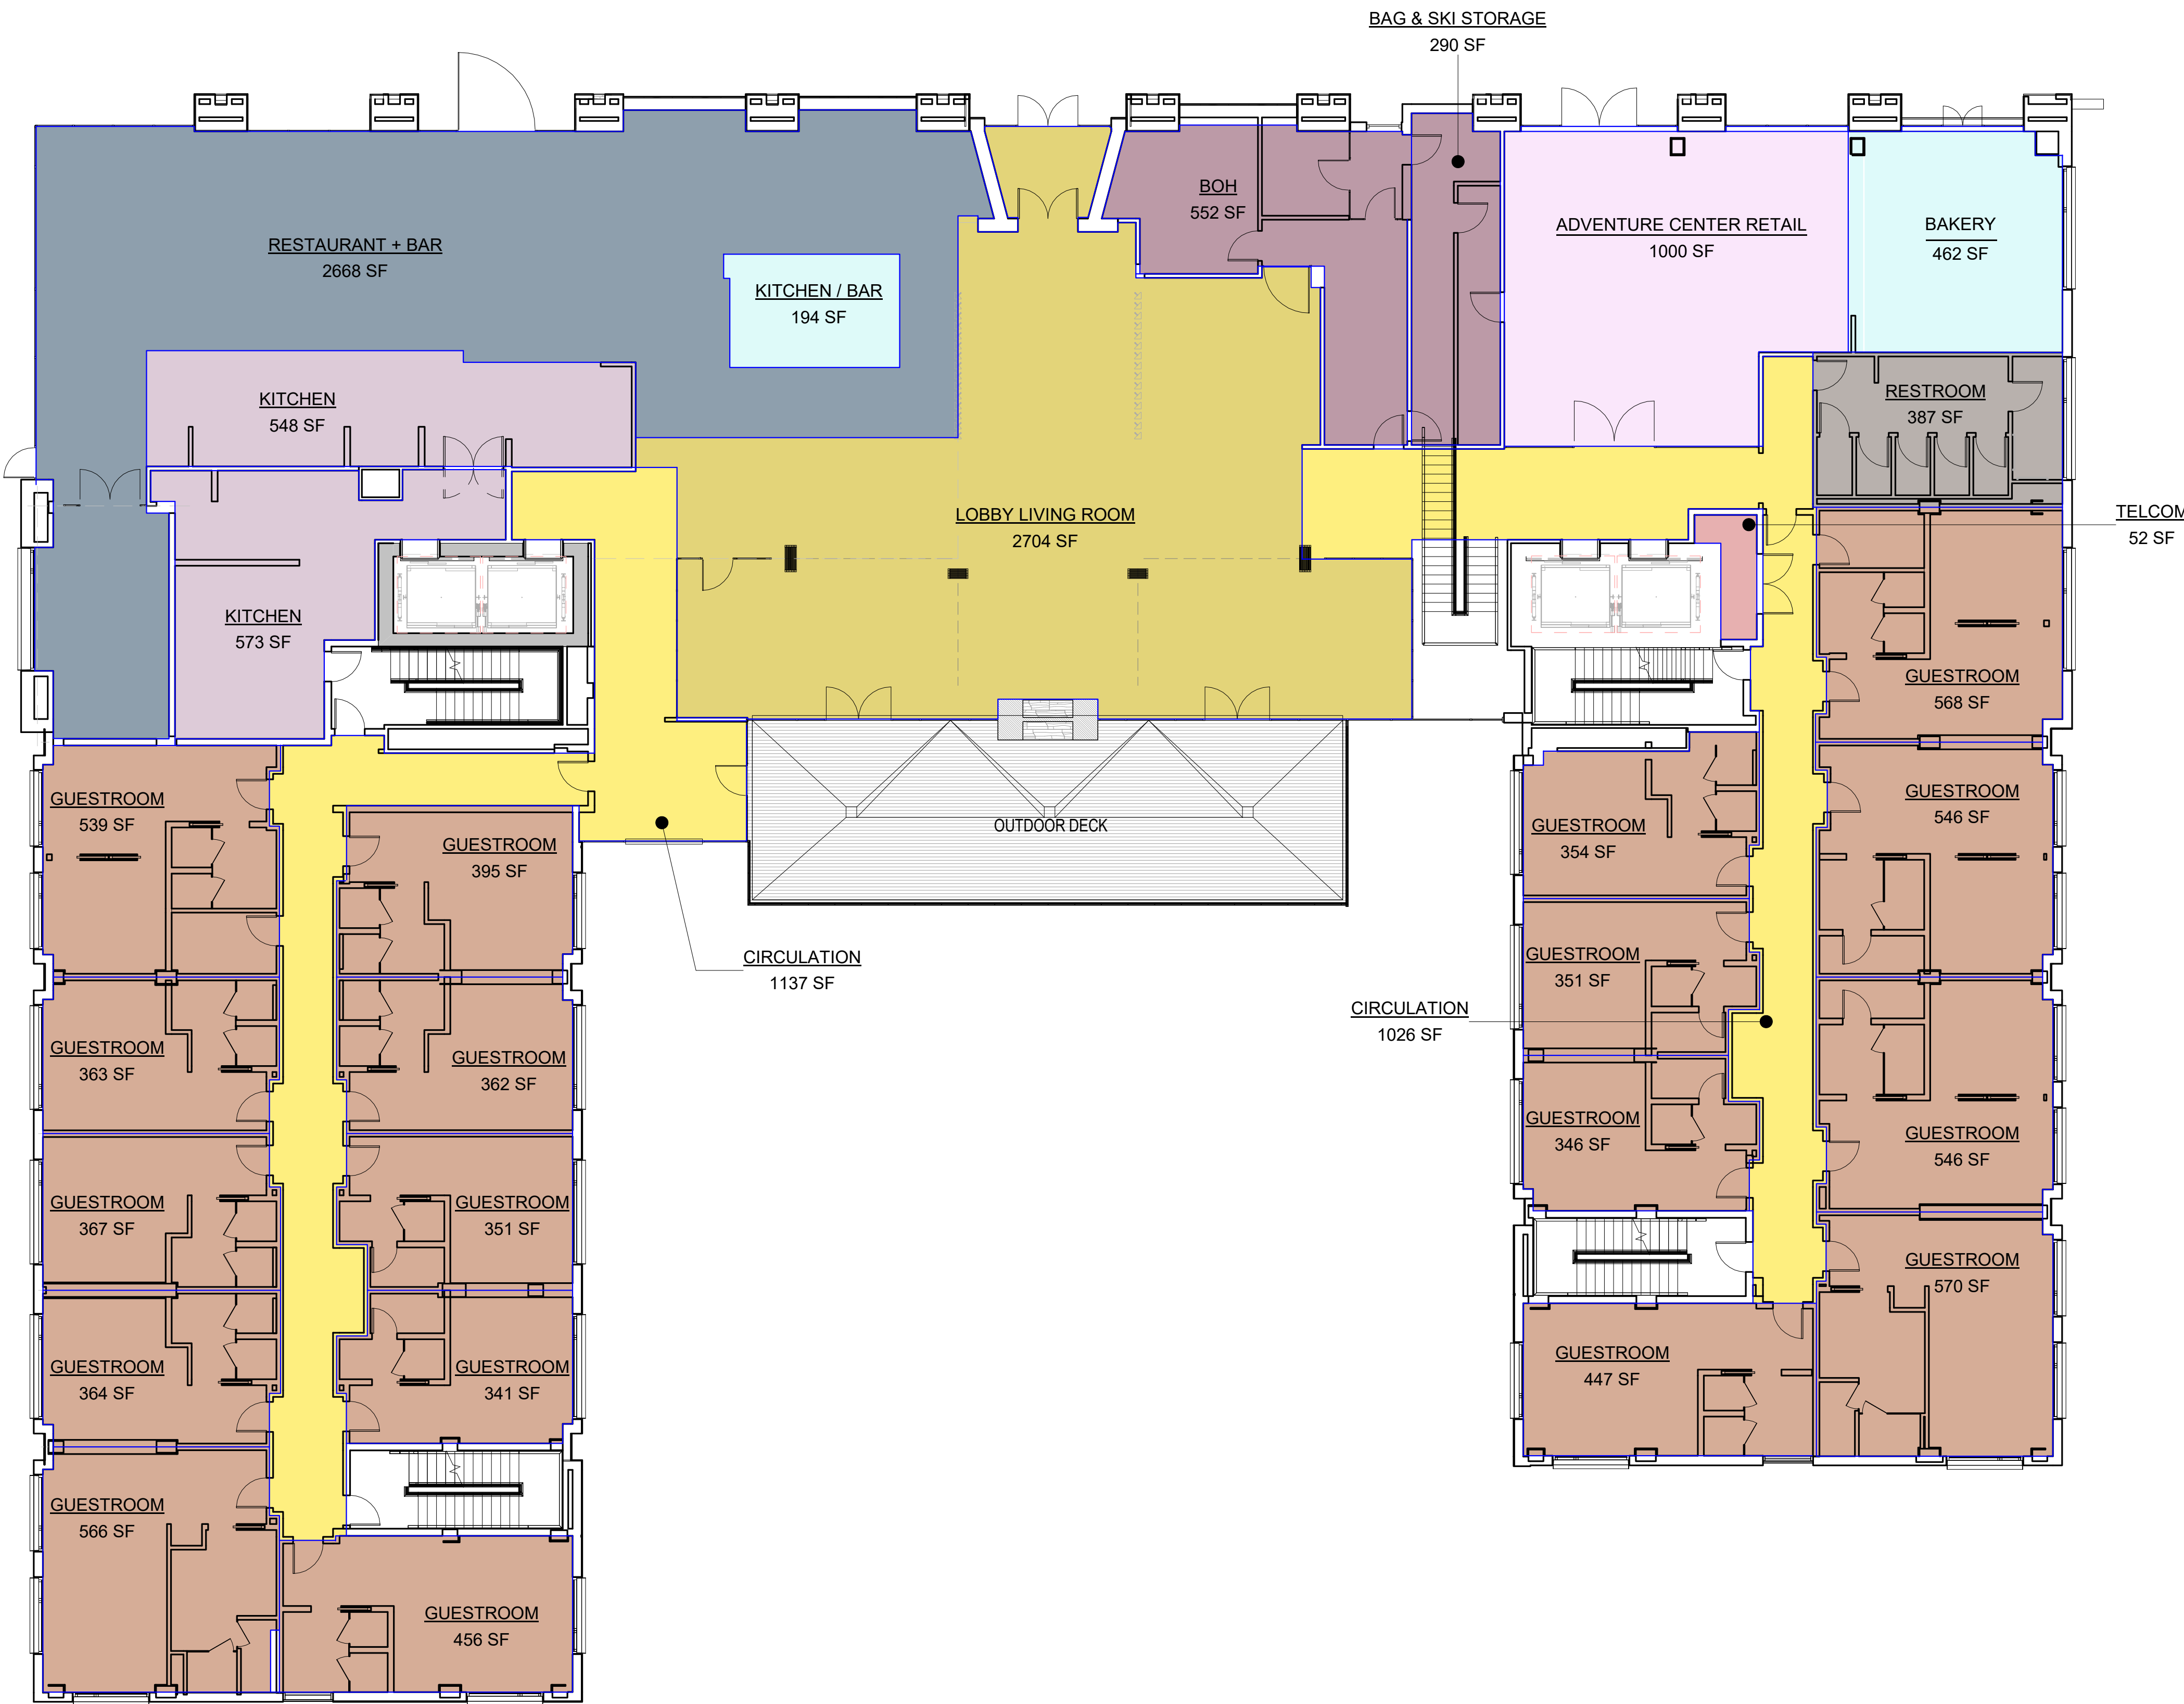 BAG & SKI STORAGE
290 SF
BOH
552 SF
RESTAURANT + BAR
2668 SF
KITCHEN / BAR
194 SF
ADVENTURE CENTER RETAIL
1000 SF
BAKERY
462 SF
KITCHEN
548 SF
RESTROOM
387 SF
LOBBY LIVING ROOM
2704 SF
TELCOM
52 SF
KITCHEN
573 SF
GUESTROOM
568 SF
GUESTROOM
539 SF
GUESTROOM
395 SF
OUTDOOR DECK
GUESTROOM
354 SF
GUESTROOM
546 SF
CIRCULATION
1137 SF
GUESTROOM
351 SF
CIRCULATION
1026 SF
GUESTROOM
363 SF
GUESTROOM
362 SF
GUESTROOM
346 SF
GUESTROOM
546 SF
GUESTROOM
367 SF
GUESTROOM
351 SF
GUESTROOM
570 SF
GUESTROOM
364 SF
GUESTROOM
341 SF
GUESTROOM
447 SF
GUESTROOM
566 SF
GUESTROOM
456 SF